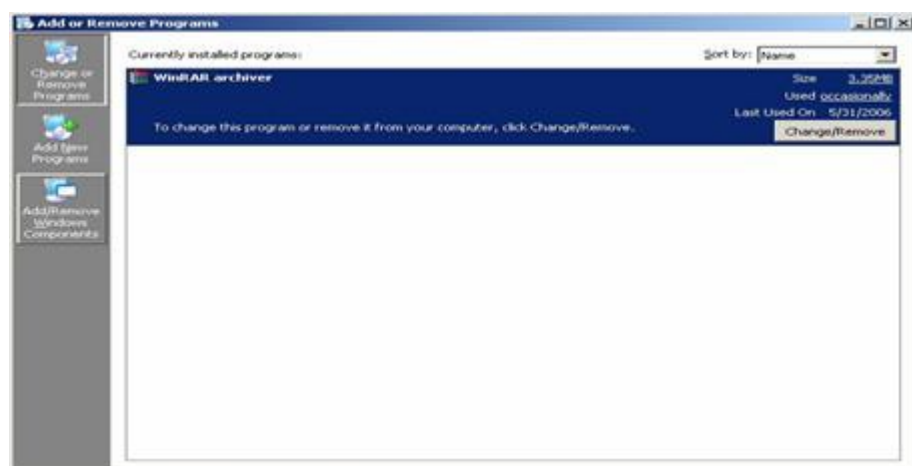 Add or Remove Programs
Change or
Remove
Programs
Add New
Programs
Add/Remove
Windows
Components
Currently installed programs:
Sort by: Name
WinRAR archiver
Size 3.35MB
Used occasionally
Last Used On 5/31/2006
To change this program or remove it from your computer, click Change/Remove.
Change/Remove